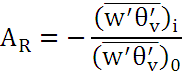 A_R = − \frac{(\overline{w'θ'_v})_i}{(\overline{w'θ'_v})_0}